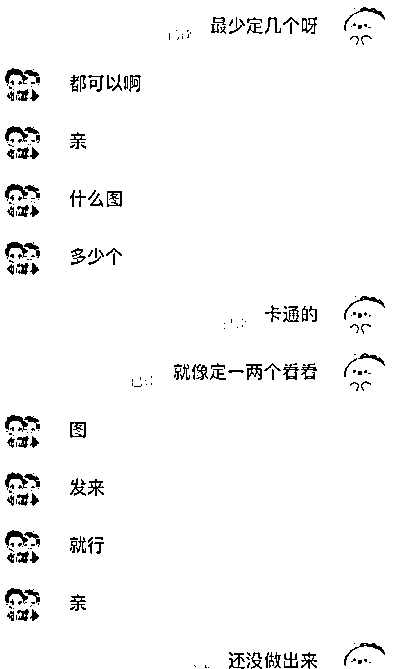 最少定几个呀
都可以啊
亲
什么图
多少个
卡通的
就像定一两个看看
图
发来
就行
亲
还没做出来